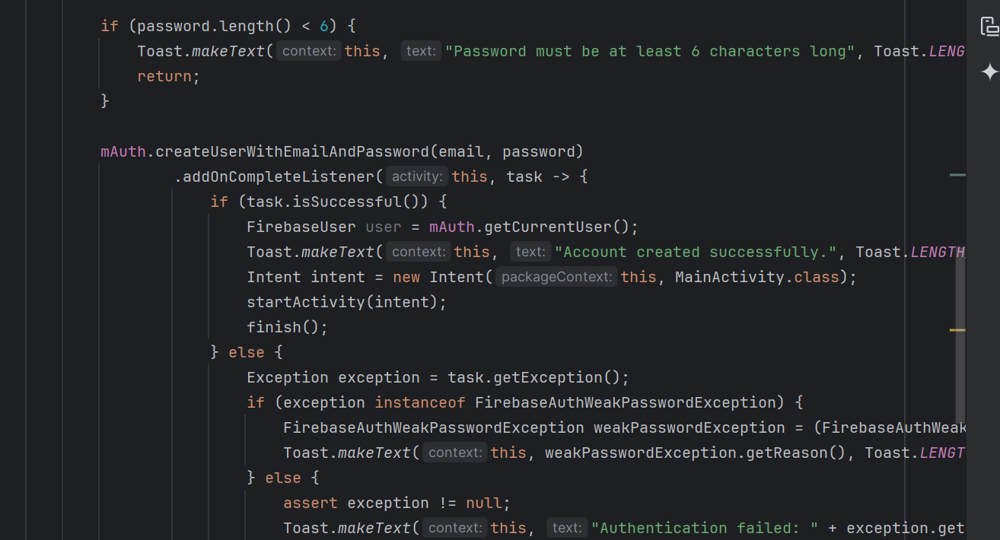 if (password.length() < 6) {
Toast.makeText( context: this, text: "Password must be at least 6 characters long", Toast.LENG
return;
}
mAuth.createUserWithEmailAndPassword(email, password)
.addOnCompleteListener( activity: this, task -> {
if (task.isSuccessful()) {
FirebaseUser user = mAuth.getCurrentUser();
Toast.makeText( context: this, text: "Account created successfully.", Toast.LENGTH_
Intent intent = new Intent( packageContext: this, MainActivity.class);
startActivity(intent);
finish();
} else {
Exception exception = task.getException();
if (exception instanceof FirebaseAuthWeakPasswordException) {
FirebaseAuthWeakPasswordException weakPasswordException = (FirebaseAuthWeak
Toast.makeText( context: this, weakPasswordException.getReason(), Toast.LENGT
} else {
assert exception != null;
Toast.makeText( context: this, text: "Authentication failed: " + exception.get